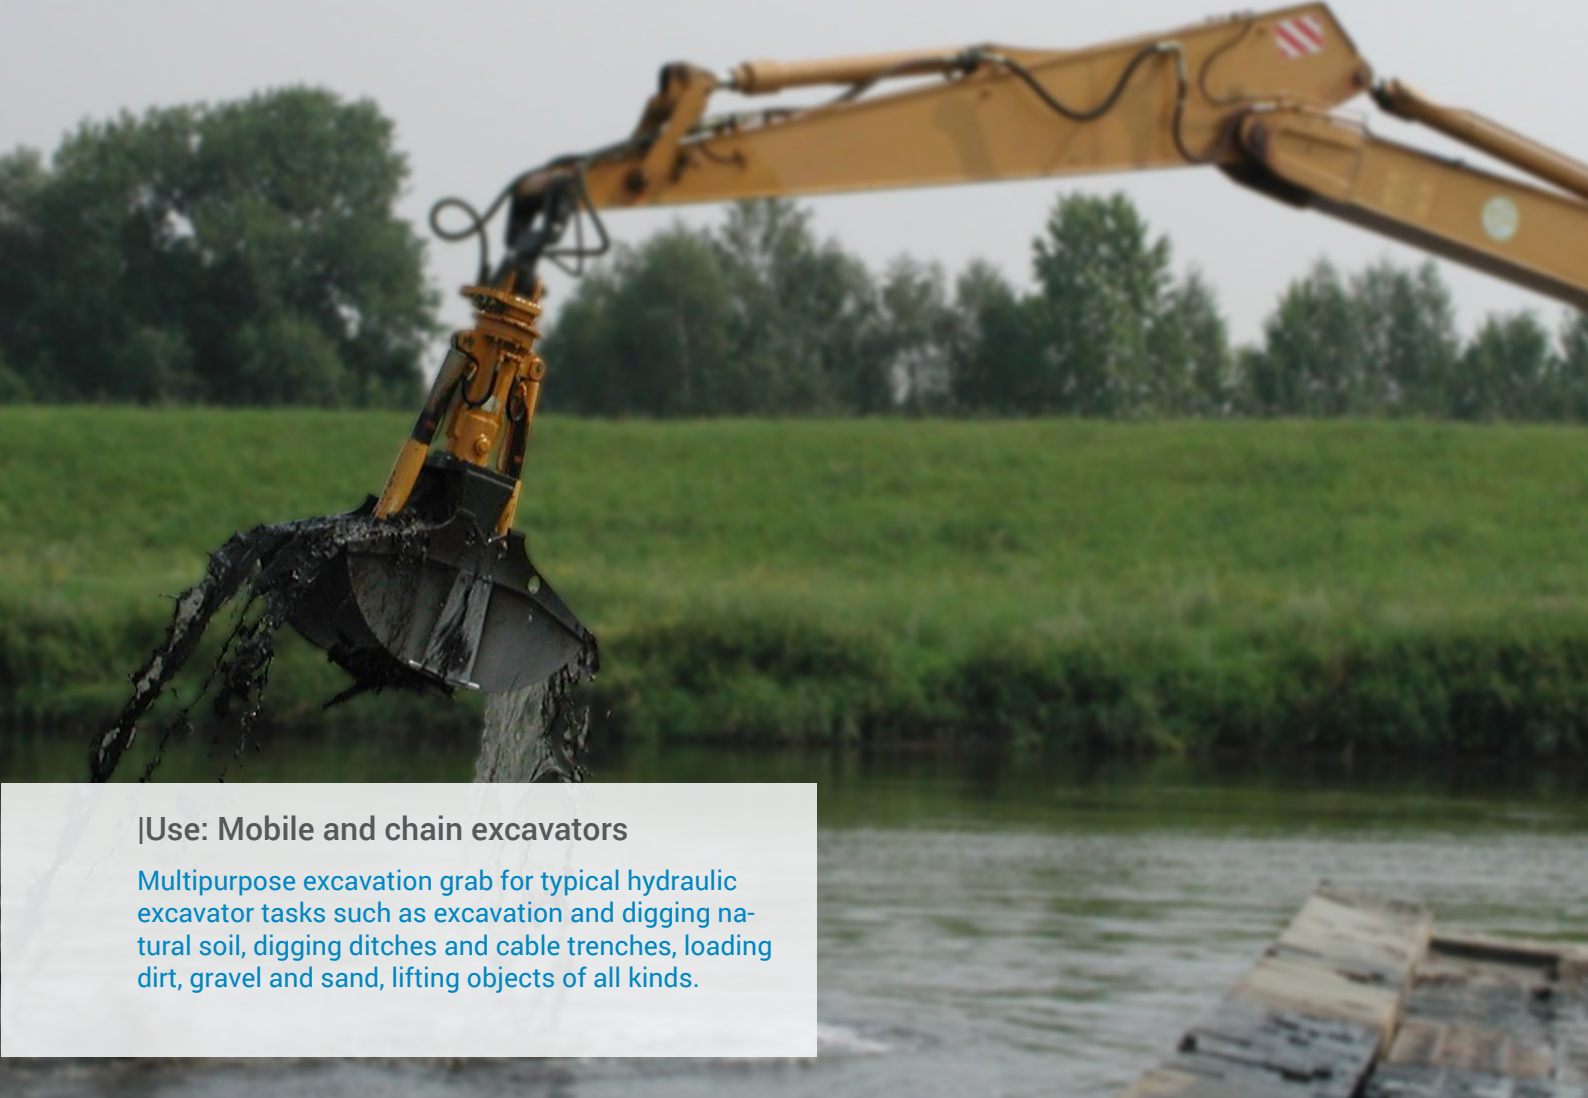 |Use: Mobile and chain excavators
Multipurpose excavation grab for typical hydraulic
excavator tasks such as excavation and digging na-
tural soil, digging ditches and cable trenches, loading
dirt, gravel and sand, lifting objects of all kinds.